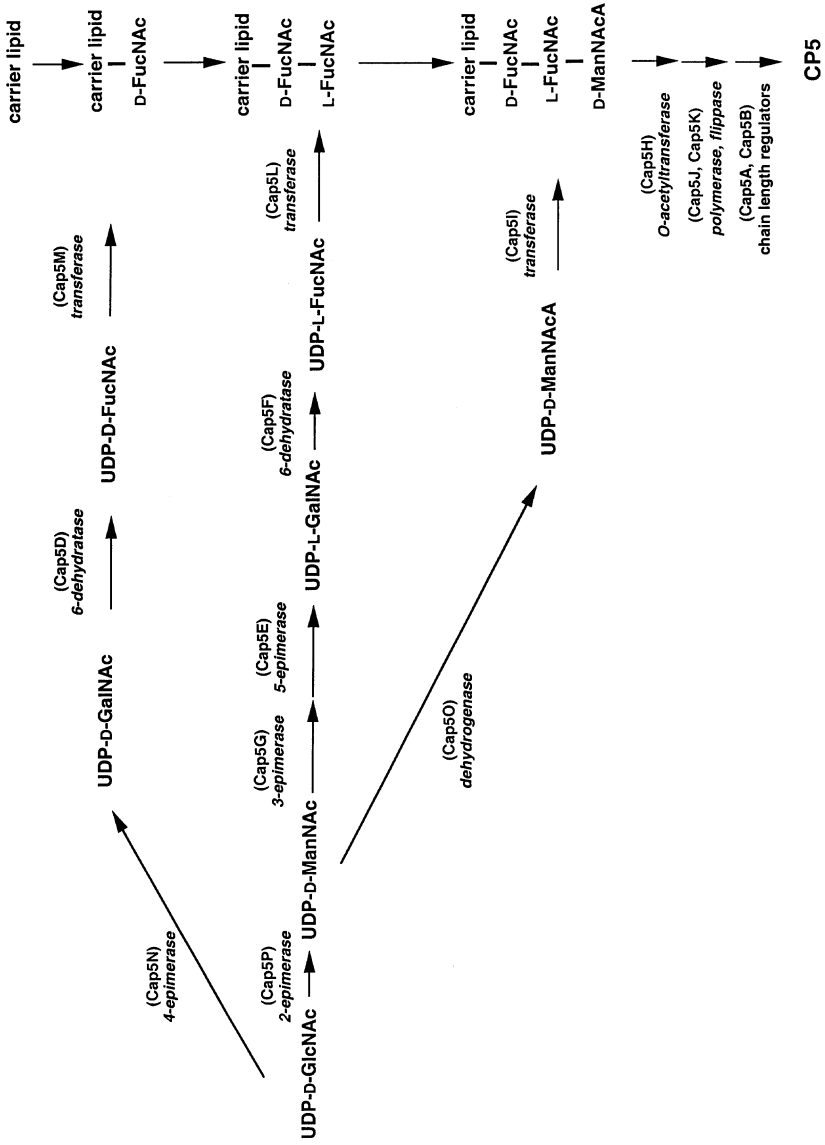 carrier lipid
carrier lipid
D-FucNAc
carrier lipid
D-FucNAc
L-FucNAc
carrier lipid
D-FucNAc
L-FucNAc
D-ManNAcA
(Cap5H)
O-acetyltransferase
(Cap5J, Cap5K)
polymerase, flippase
(Cap5A, Cap5B)
chain length regulators
CP5
(Cap5M)
transferase
(Cap5L)
transferase
(Cap5I)
transferase
UDP-D-FucNAc
UDP-L-FucNAc
UDP-D-ManNAcA
(Cap5D)
6-dehydratase
(Cap5F)
6-dehydratase
UDP-L-GalNAc
UDP-D-GalNAc
(Cap5E)
5-epimerase
(Cap5G)
3-epimerase
(Cap5O)
dehydrogenase
UDP-D-ManNAc
(Cap5N)
4-epimerase
(Cap5P)
2-epimerase
UDP-D-GlcNAc